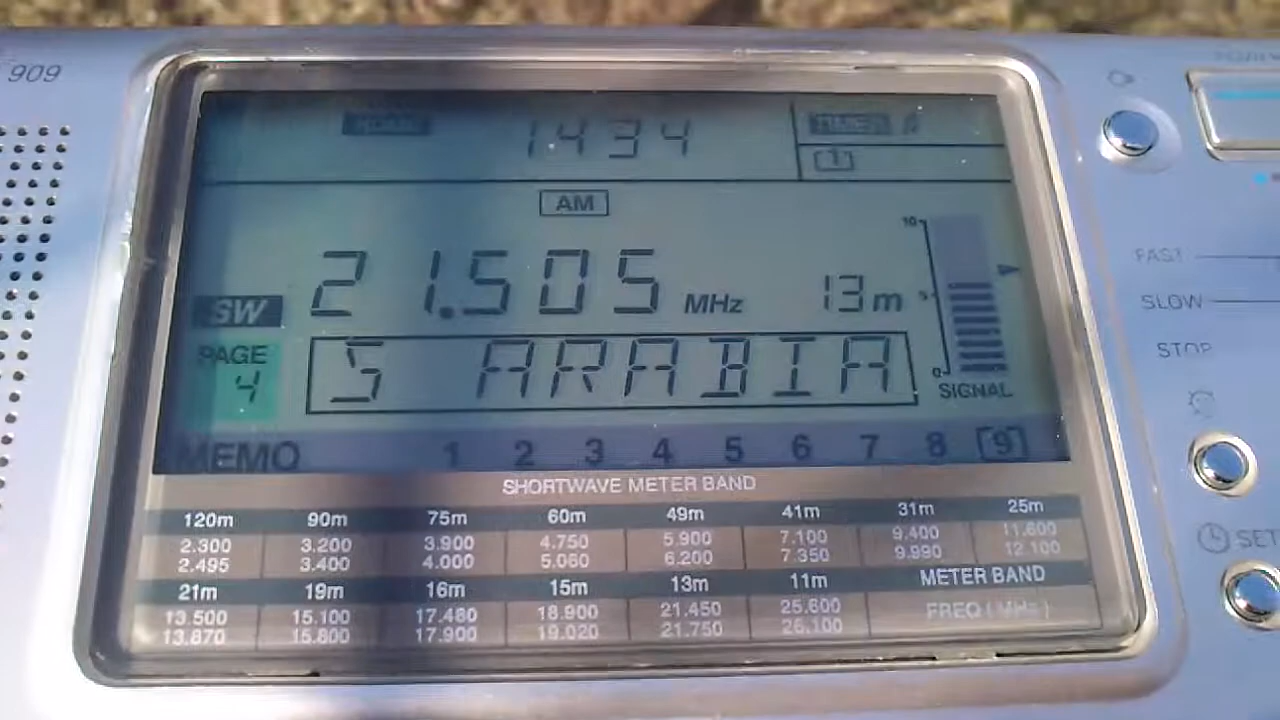 909
HOME 1434 TIMER
[1]
AM
21.505 MHz 13m
10
5
0
SIGNAL
SW
PAGE
4
S ARABIA
MEMO 1 2 3 4 5 6 7 8 [9]
SHORTWAVE METER BAND
120m 90m 75m 60m 49m 41m 31m 25m
2.300 3.200 3.900 4.750 5.900 7.100 9.400 11.600
2.495 3.400 4.000 5.060 6.200 7.350 9.990 12.100
21m 19m 16m 15m 13m 11m METER BAND
13.500 15.100 17.480 18.900 21.450 25.600 FREQ (MHz)
13.870 15.800 17.900 19.020 21.750 26.100
FAST
SLOW
STOP
SET